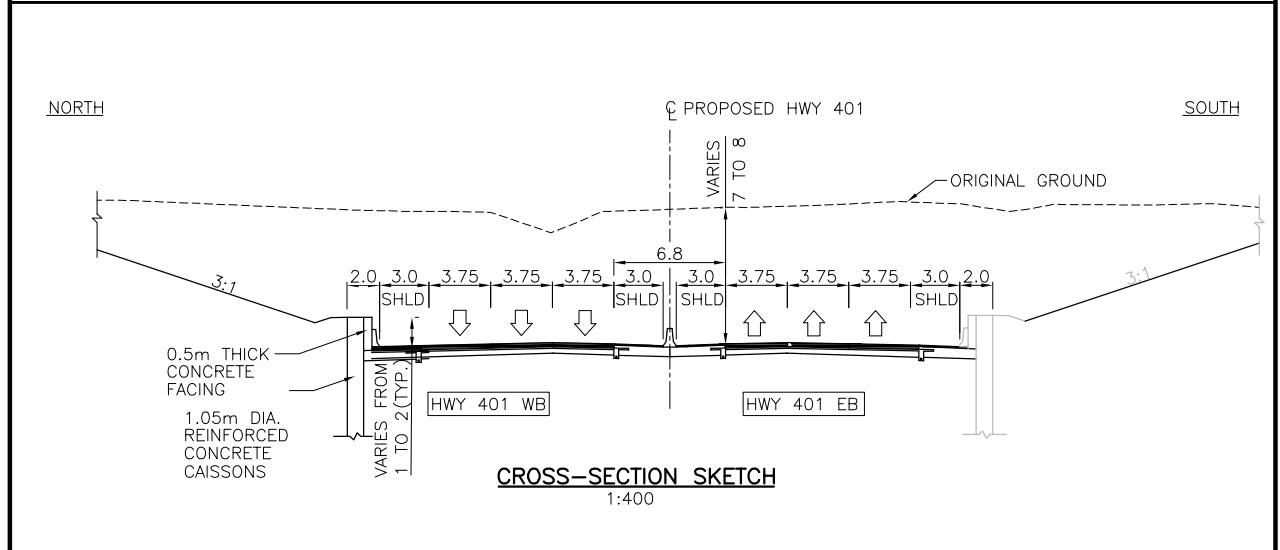 NORTH
℄ PROPOSED HWY 401
SOUTH
VARIES
7 TO 8
ORIGINAL GROUND
6.8
3:1
2.0 3.0 3.75 3.75 3.75 3.0 3.0 3.75 3.75 3.75 3.0 2.0
SHLD SHLD SHLD SHLD
3:1
0.5m THICK
CONCRETE
FACING
1.05m DIA.
REINFORCED
CONCRETE
CAISSONS
VARIES FROM
1 TO 2(TYP.)
HWY 401 WB
HWY 401 EB
CROSS-SECTION SKETCH
1:400